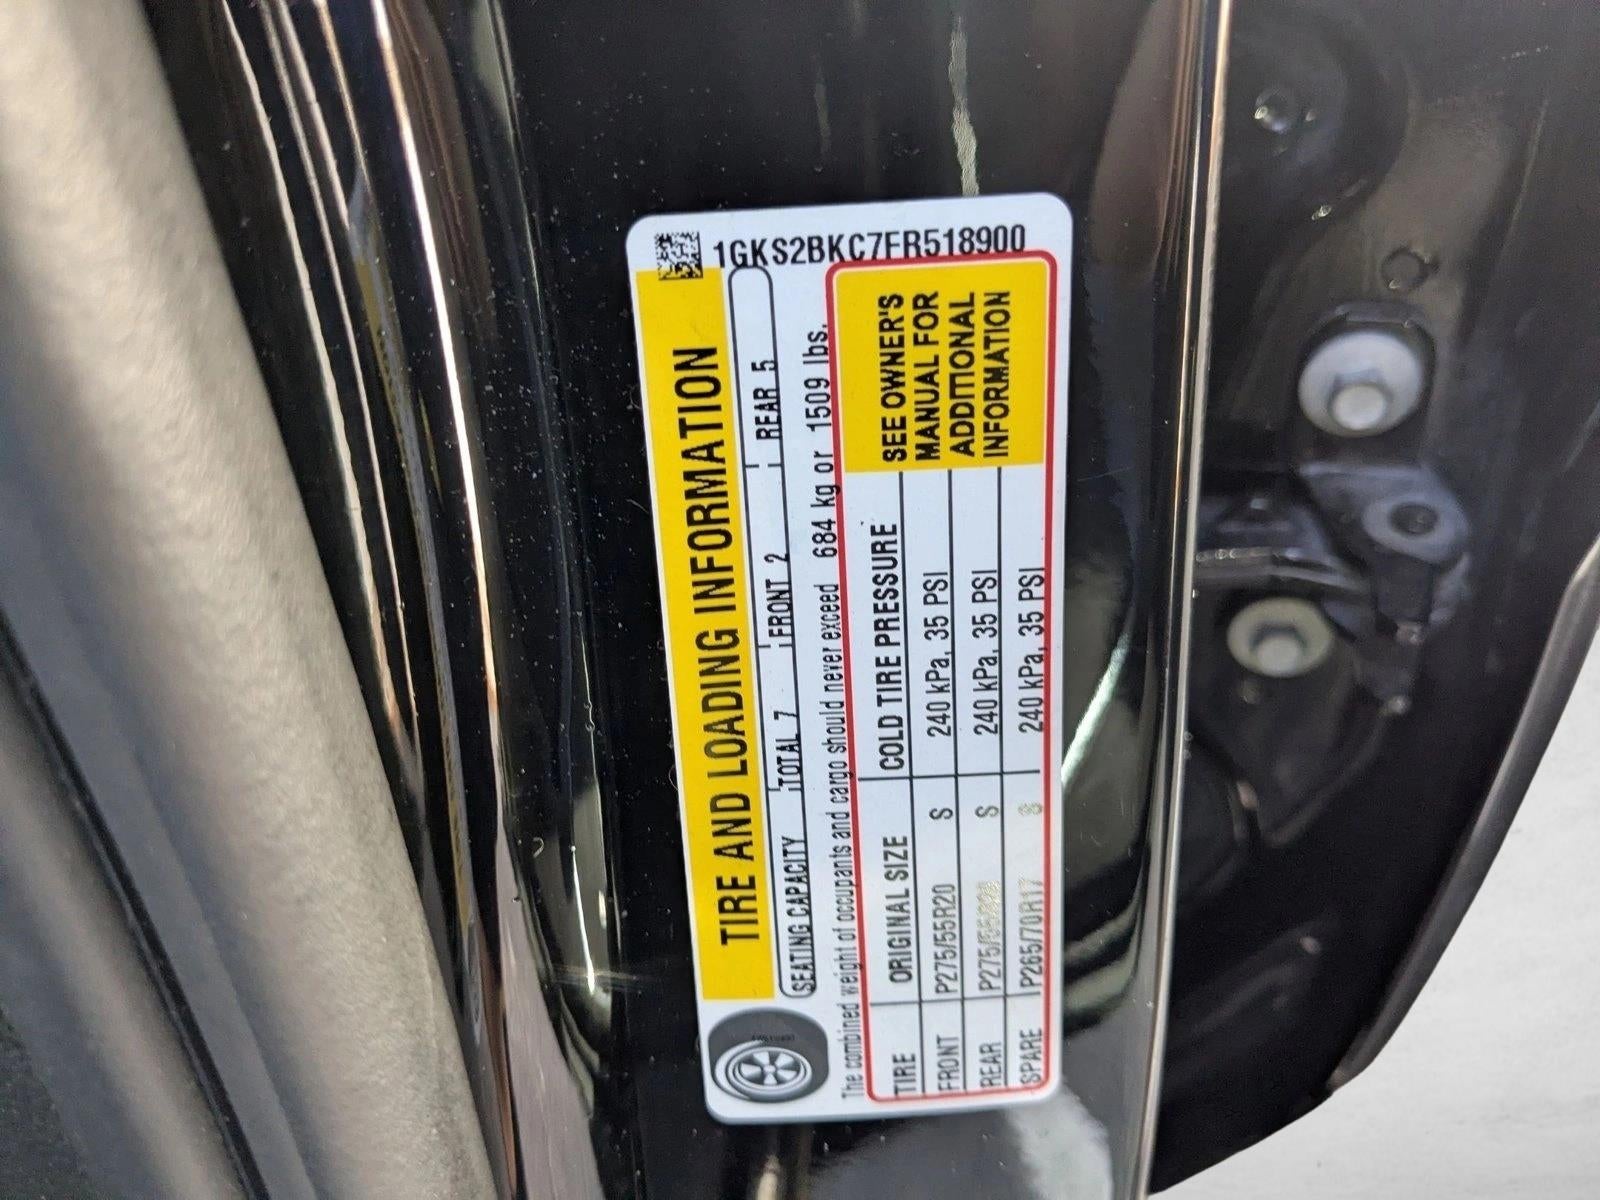 1GKS2BKC7FR518900
TIRE AND LOADING INFORMATION
SEATING CAPACITY TOTAL 7 FRONT 2 REAR 5
The combined weight of occupants and cargo should never exceed 684 kg or 1509 lbs.
TIRE ORIGINAL SIZE COLD TIRE PRESSURE
FRONT P275/55R20 S 240 kPa, 35 PSI
REAR P275/55R20 S 240 kPa, 35 PSI
SPARE P265/70R17 S 240 kPa, 35 PSI
SEE OWNER'S
MANUAL FOR
ADDITIONAL
INFORMATION